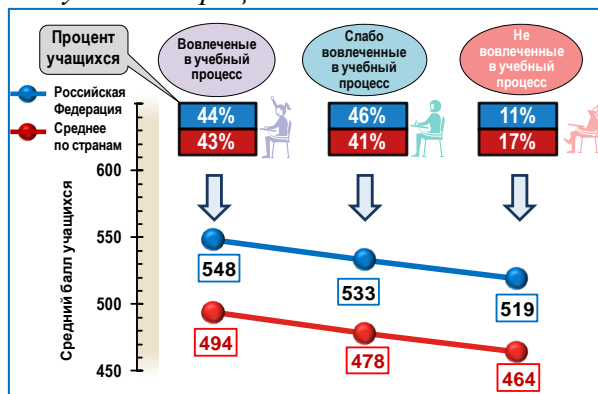 Процент
учащихся
Вовлеченные
в учебный
процесс
Слабо
вовлеченные
в учебный
процесс
Не
вовлеченные
в учебный
процесс
Российская
Федерация
Среднее
по странам
44%
43%
46%
41%
11%
17%
Средний балл учащихся
600
550
500
450
548
533
519
494
478
464